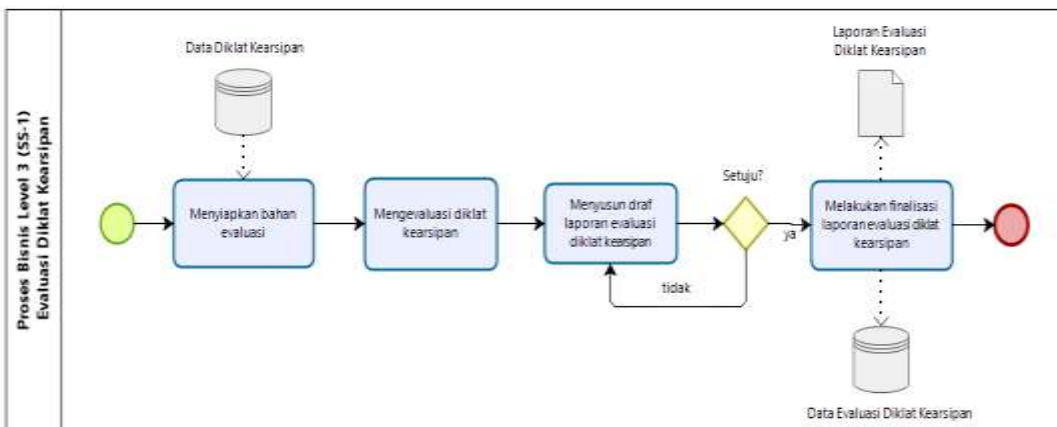 Proses Bisnis Level 3 (SS-1)
Evaluasi Diklat Kearsipan
Data Diklat Kearsipan
Menyiapkan bahan
evaluasi
Mengevaluasi diklat
kearsipan
Menyusun draf
laporan evaluasi
diklat kearsipan
Setuju?
ya
tidak
Laporan Evaluasi
Diklat Kearsipan
Melakukan finalisasi
laporan evaluasi diklat
kearsipan
Data Evaluasi Diklat Kearsipan